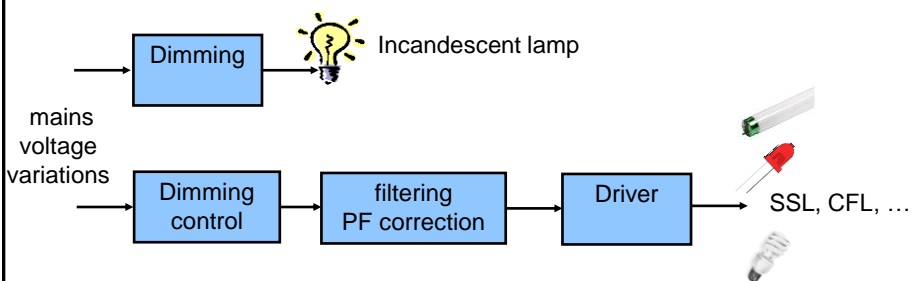 Dimming
Incandescent lamp
mains
voltage
variations
Dimming
control
filtering
PF correction
Driver
SSL, CFL, …